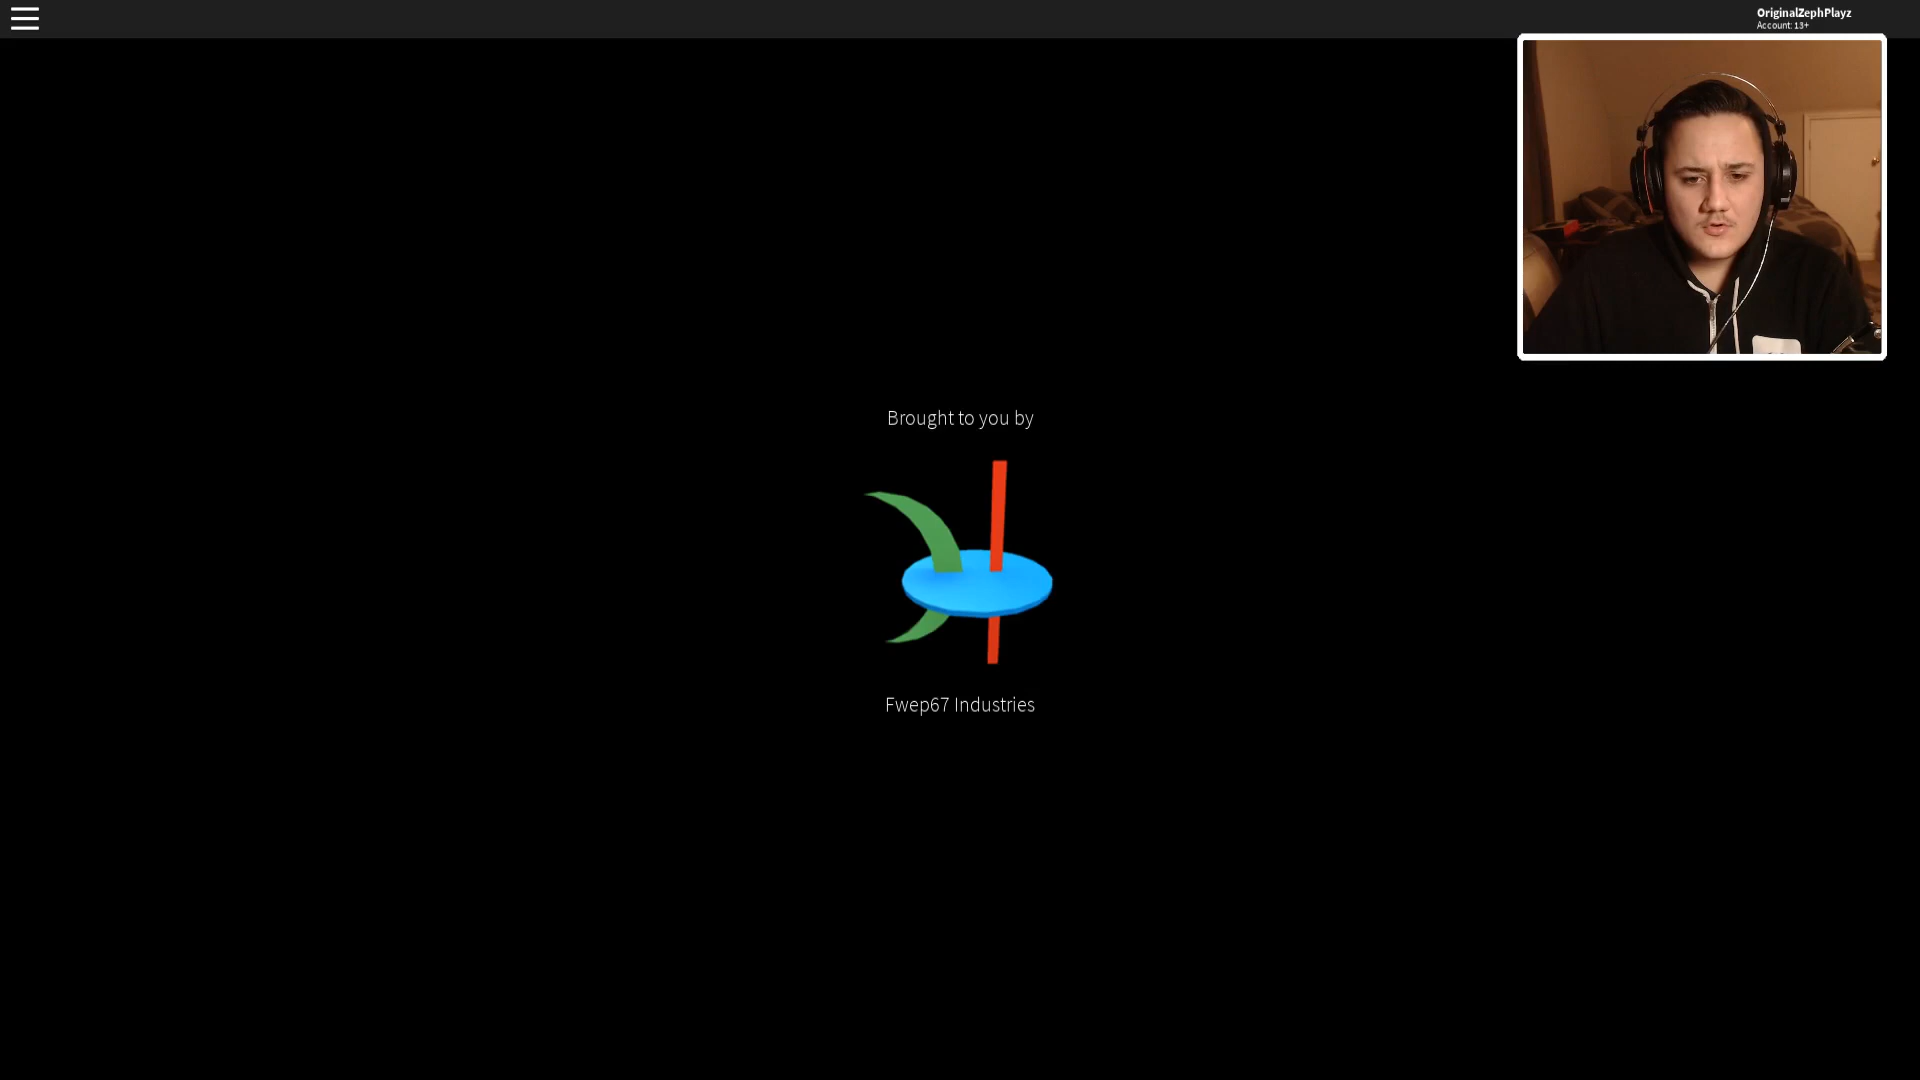 OriginalZephPlayz
Account: 13+
Brought to you by
Fwep67 Industries